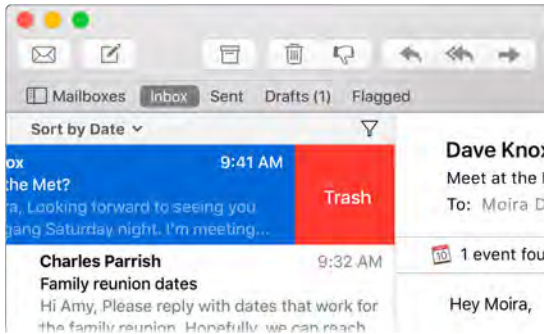 Mailboxes Inbox Sent Drafts (1) Flagged
Sort by Date
ox 9:41 AM
the Met?
ra, Looking forward to seeing you
gang Saturday night. I'm meeting...
Trash
Charles Parrish 9:32 AM
Family reunion dates
Hi Amy, Please reply with dates that work for
the family reunion. Hopefully, we can reach
Dave Knox
Meet at the
To: Moira D
10 1 event fou
Hey Moira,